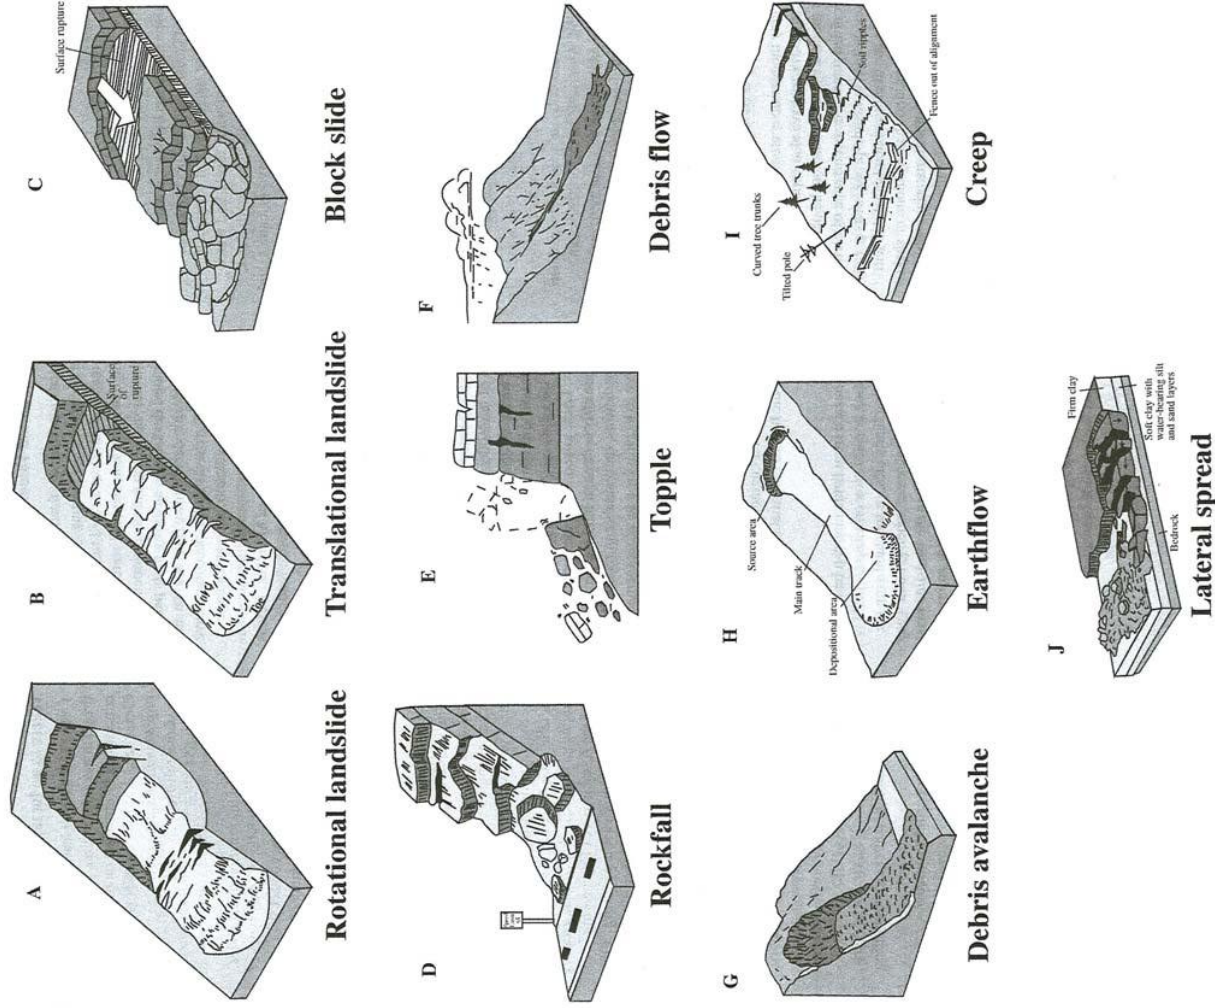 A
Rotational landslide
B
Surface
of
rupture
Toe
Translational landslide
C
Surface rupture
Block slide
D
Rockfall
E
Topple
F
Debris flow
G
Debris avalanche
H
Source area
Main track
Depositional area
Earthflow
I
Curved tree trunks
Tilted pole
Soil ripples
Fence out of alignment
Creep
J
Firm clay
Soft clay with
water-bearing silt
and sand layers
Bedrock
Lateral spread